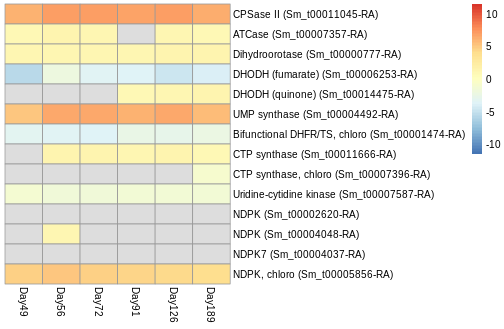 CPSase II (Sm_t00011045-RA)
ATCase (Sm_t00007357-RA)
Dihydroorotase (Sm_t00000777-RA)
DHODH (fumarate) (Sm_t00006253-RA)
DHODH (quinone) (Sm_t00014475-RA)
UMP synthase (Sm_t00004492-RA)
Bifunctional DHFR/TS, chloro (Sm_t00001474-RA)
CTP synthase (Sm_t00011666-RA)
CTP synthase, chloro (Sm_t00007396-RA)
Uridine-cytidine kinase (Sm_t00007587-RA)
NDPK (Sm_t00002620-RA)
NDPK (Sm_t00004048-RA)
NDPK7 (Sm_t00004037-RA)
NDPK, chloro (Sm_t00005856-RA)
Day49
Day56
Day72
Day91
Day126
Day189
10
5
0
-5
-10